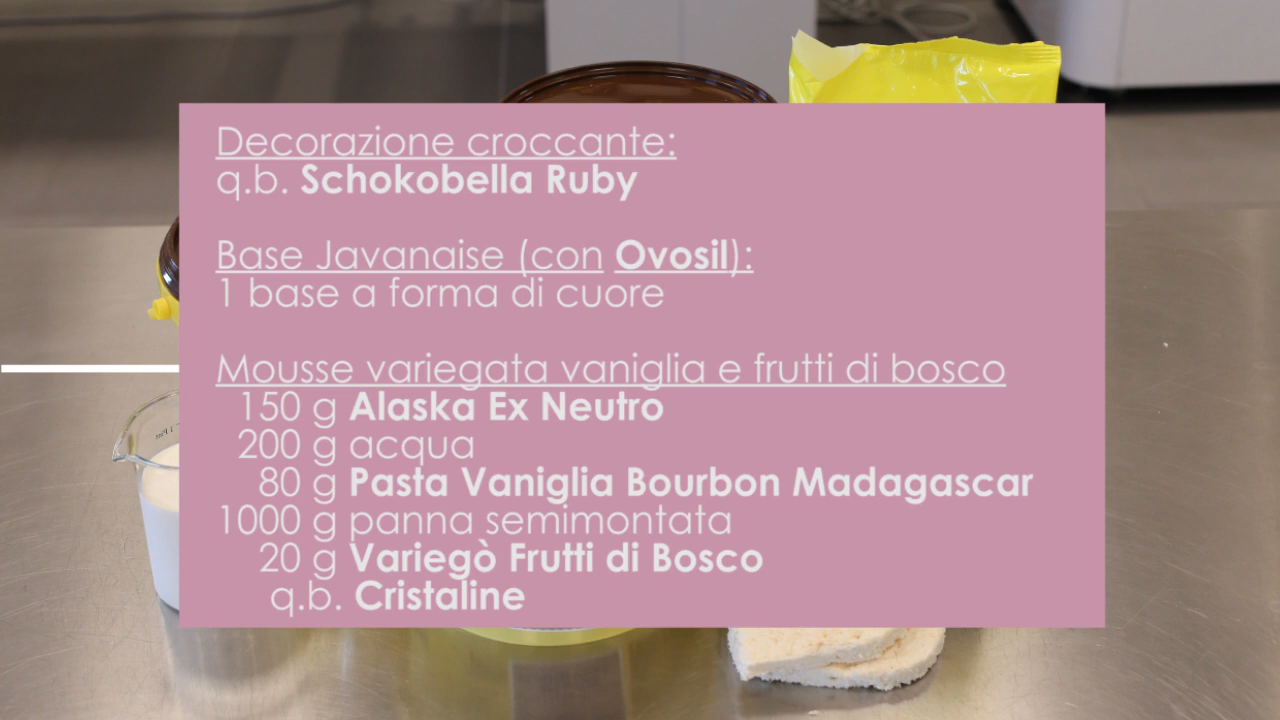 Decorazione croccante:
q.b. Schokobella Ruby
Base Javanaise (con Ovosil):
1 base a forma di cuore
Mousse variegata vaniglia e frutti di bosco
150 g Alaska Ex Neutro
200 g acqua
80 g Pasta Vaniglia Bourbon Madagascar
1000 g panna semimontata
20 g Variegò Frutti di Bosco
q.b. Cristaline